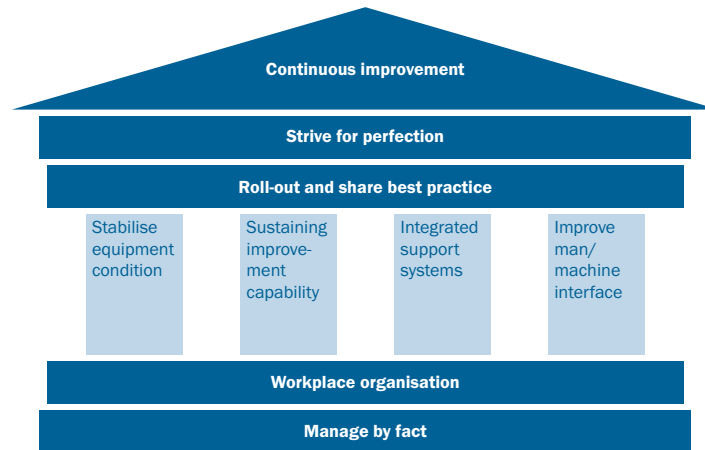 Continuous improvement
Strive for perfection
Roll-out and share best practice
Stabilise
equipment
condition
Sustaining
improve-
ment
capability
Integrated
support
systems
Improve
man/
machine
interface
Workplace organisation
Manage by fact